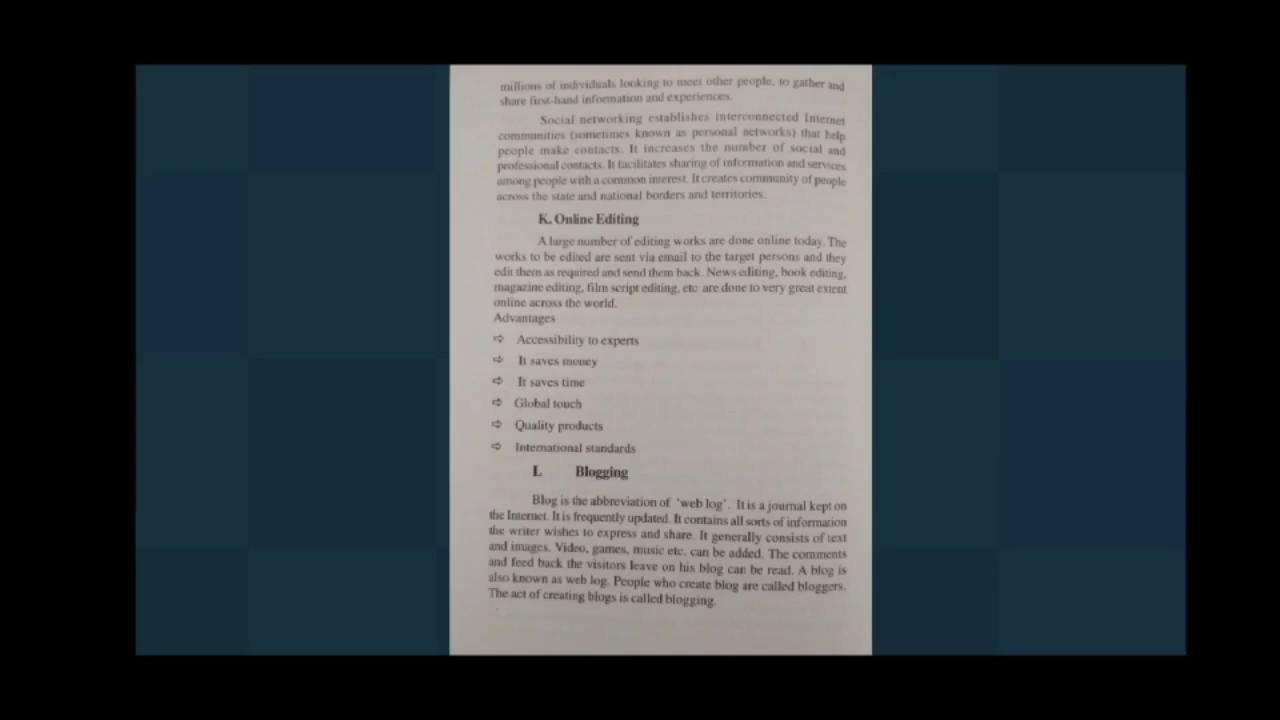 millions of individuals looking to meet other people, to gather and
share first-hand information and experiences.
Social networking establishes interconnected Internet
communities (sometimes known as personal networks) that help
people make contacts. It increases the number of social and
professional contacts. It facilitates sharing of information and services
among people with a common interest. It creates community of people
across the state and national borders and territories.
K. Online Editing
A large number of editing works are done online today. The
works to be edited are sent via email to the target persons and they
edit them as required and send them back. News editing, book editing,
magazine editing, film script editing, etc are done to very great extent
online across the world.
Advantages
⇨ Accessibility to experts
⇨ It saves money
⇨ It saves time
⇨ Global touch
⇨ Quality products
⇨ International standards
L Blogging
Blog is the abbreviation of 'web log'. It is a journal kept on
the Internet. It is frequently updated. It contains all sorts of information
the writer wishes to express and share. It generally consists of text
and images. Video, games, music etc. can be added. The comments
and feed back the visitors leave on his blog can be read. A blog is
also known as web log. People who create blog are called bloggers.
The act of creating blogs is called blogging.